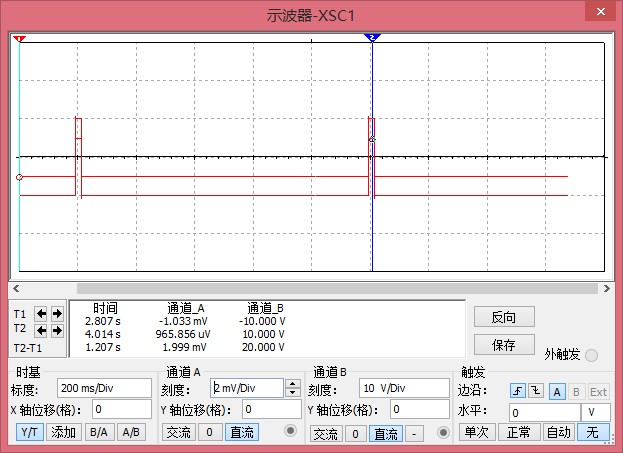 示波器-XSC1
1
2
时间 通道_A 通道_B
T1 2.807 s -1.033 mV -10.000 V
T2 4.014 s 965.856 uV 10.000 V
T2-T1 1.207 s 1.999 mV 20.000 V
反向
保存
外触发
时基
标度： 200 ms/Div
X 轴位移(格)： 0
Y/T 添加 B/A A/B
通道 A
刻度： 2 mV/Div
Y 轴位移(格)： 0
交流 0 直流
通道 B
刻度： 10 V/Div
Y 轴位移(格)： 0
交流 0 直流 -
触发
边沿： A B Ext
水平： 0 V
单次 正常 自动 无